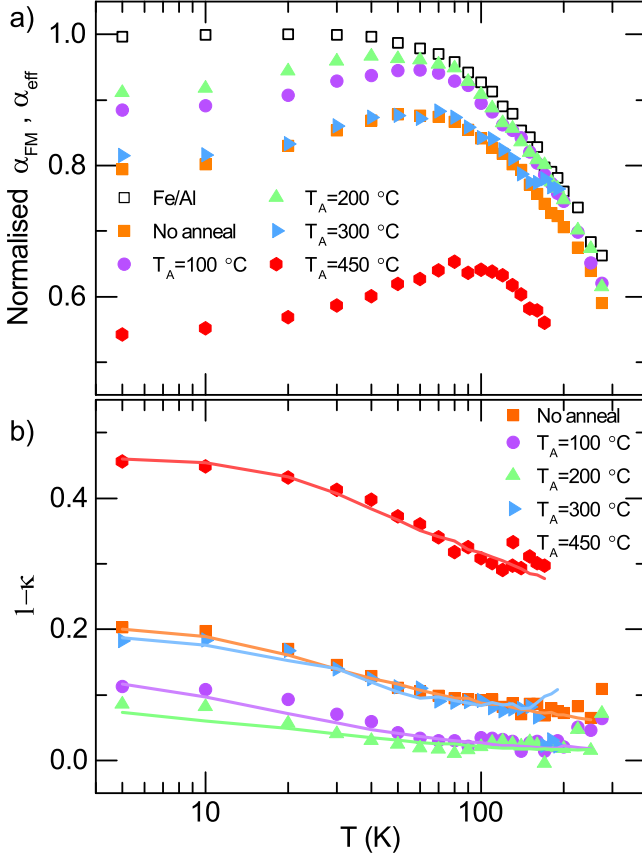 a)
Normalised α_FM , α_eff
1.0
0.8
0.6
Fe/Al
No anneal
T_A=100 °C
T_A=200 °C
T_A=300 °C
T_A=450 °C
b)
1−κ
0.4
0.2
0.0
No anneal
T_A=100 °C
T_A=200 °C
T_A=300 °C
T_A=450 °C
10
100
T (K)